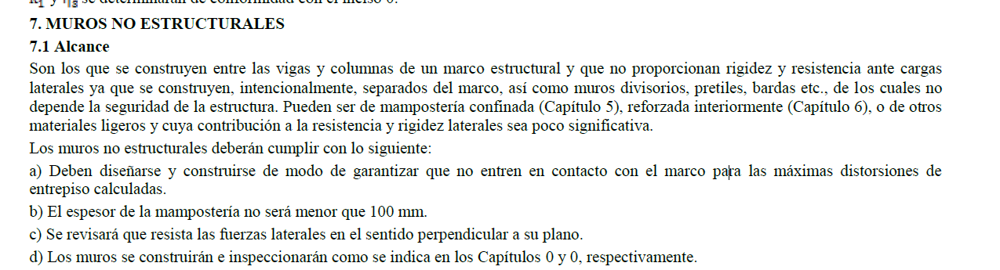 7. MUROS NO ESTRUCTURALES
7.1 Alcance
Son los que se construyen entre las vigas y columnas de un marco estructural y que no proporcionan rigidez y resistencia ante cargas
laterales ya que se construyen, intencionalmente, separados del marco, así como muros divisorios, pretiles, bardas etc., de los cuales no
depende la seguridad de la estructura. Pueden ser de mampostería confinada (Capítulo 5), reforzada interiormente (Capítulo 6), o de otros
materiales ligeros y cuya contribución a la resistencia y rigidez laterales sea poco significativa.
Los muros no estructurales deberán cumplir con lo siguiente:
a) Deben diseñarse y construirse de modo de garantizar que no entren en contacto con el marco para las máximas distorsiones de
entrepiso calculadas.
b) El espesor de la mampostería no será menor que 100 mm.
c) Se revisará que resista las fuerzas laterales en el sentido perpendicular a su plano.
d) Los muros se construirán e inspeccionarán como se indica en los Capítulos 0 y 0, respectivamente.